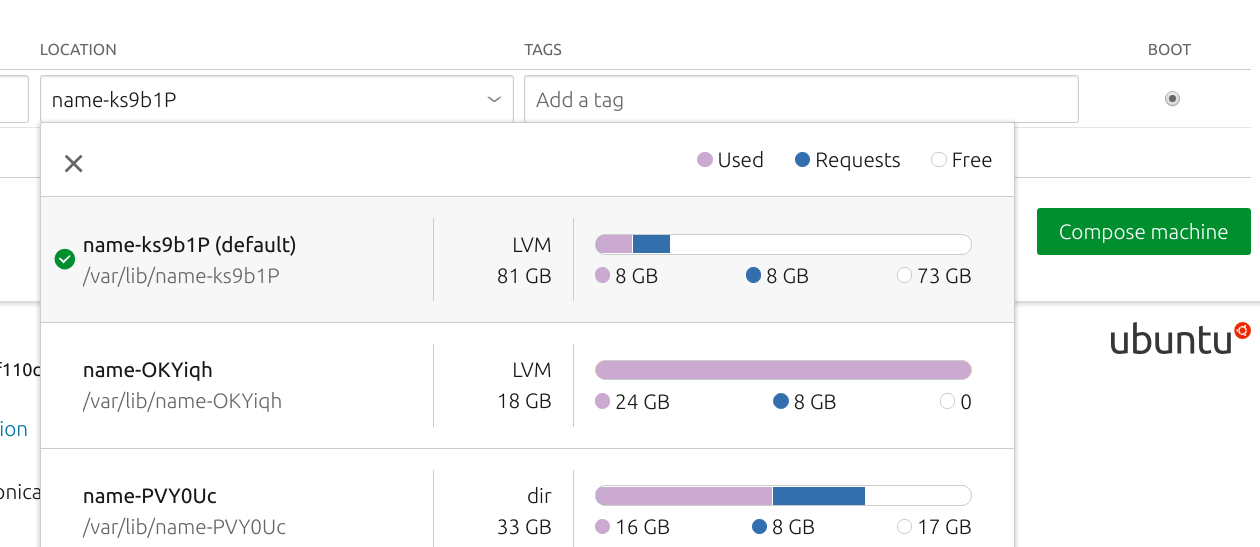 LOCATION TAGS BOOT
name-ks9b1P Add a tag
Used Requests Free
name-ks9b1P (default) LVM
/var/lib/name-ks9b1P 81 GB 8 GB 8 GB 73 GB
Compose machine
name-OKYiqh LVM
/var/lib/name-OKYiqh 18 GB 24 GB 8 GB 0
name-PVY0Uc dir
/var/lib/name-PVY0Uc 33 GB 16 GB 8 GB 17 GB
ubuntu
f110c
ion
onica